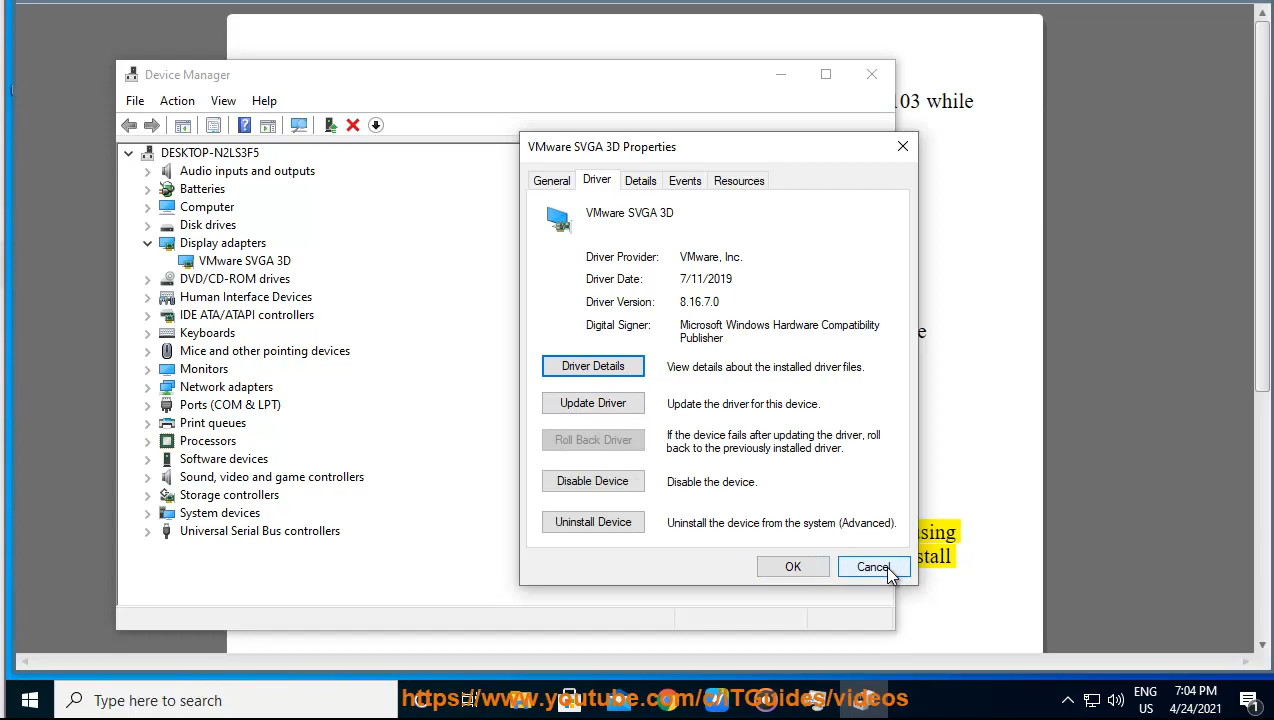 Device Manager
03 while
File Action View Help
DESKTOP-N2LS3F5
Audio inputs and outputs
Batteries
Computer
Disk drives
Display adapters
VMware SVGA 3D
DVD/CD-ROM drives
Human Interface Devices
IDE ATA/ATAPI controllers
Keyboards
Mice and other pointing devices
Monitors
Network adapters
Ports (COM & LPT)
Print queues
Processors
Software devices
Sound, video and game controllers
Storage controllers
System devices
Universal Serial Bus controllers
VMware SVGA 3D Properties
General Driver Details Events Resources
VMware SVGA 3D
Driver Provider: VMware, Inc.
Driver Date: 7/11/2019
Driver Version: 8.16.7.0
Digital Signer: Microsoft Windows Hardware Compatibility
Publisher
Driver Details View details about the installed driver files.
Update Driver Update the driver for this device.
Roll Back Driver If the device fails after updating the driver, roll
back to the previously installed driver.
Disable Device Disable the device.
Uninstall Device Uninstall the device from the system (Advanced).
OK Cancel
Type here to search
https://www.youtube.com/c/ITGuides/videos
ENG
US
7:04 PM
4/24/2021
1